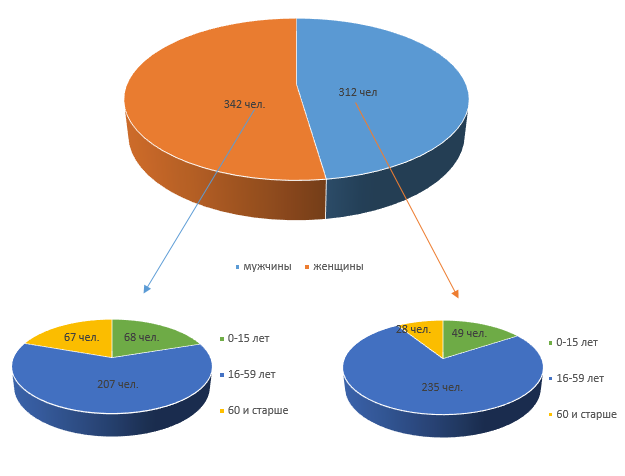 342 чел.
312 чел
мужчины
женщины
67 чел.
68 чел.
207 чел.
0-15 лет
16-59 лет
60 и старше
28 чел.
49 чел.
235 чел.
0-15 лет
16-59 лет
60 и старше